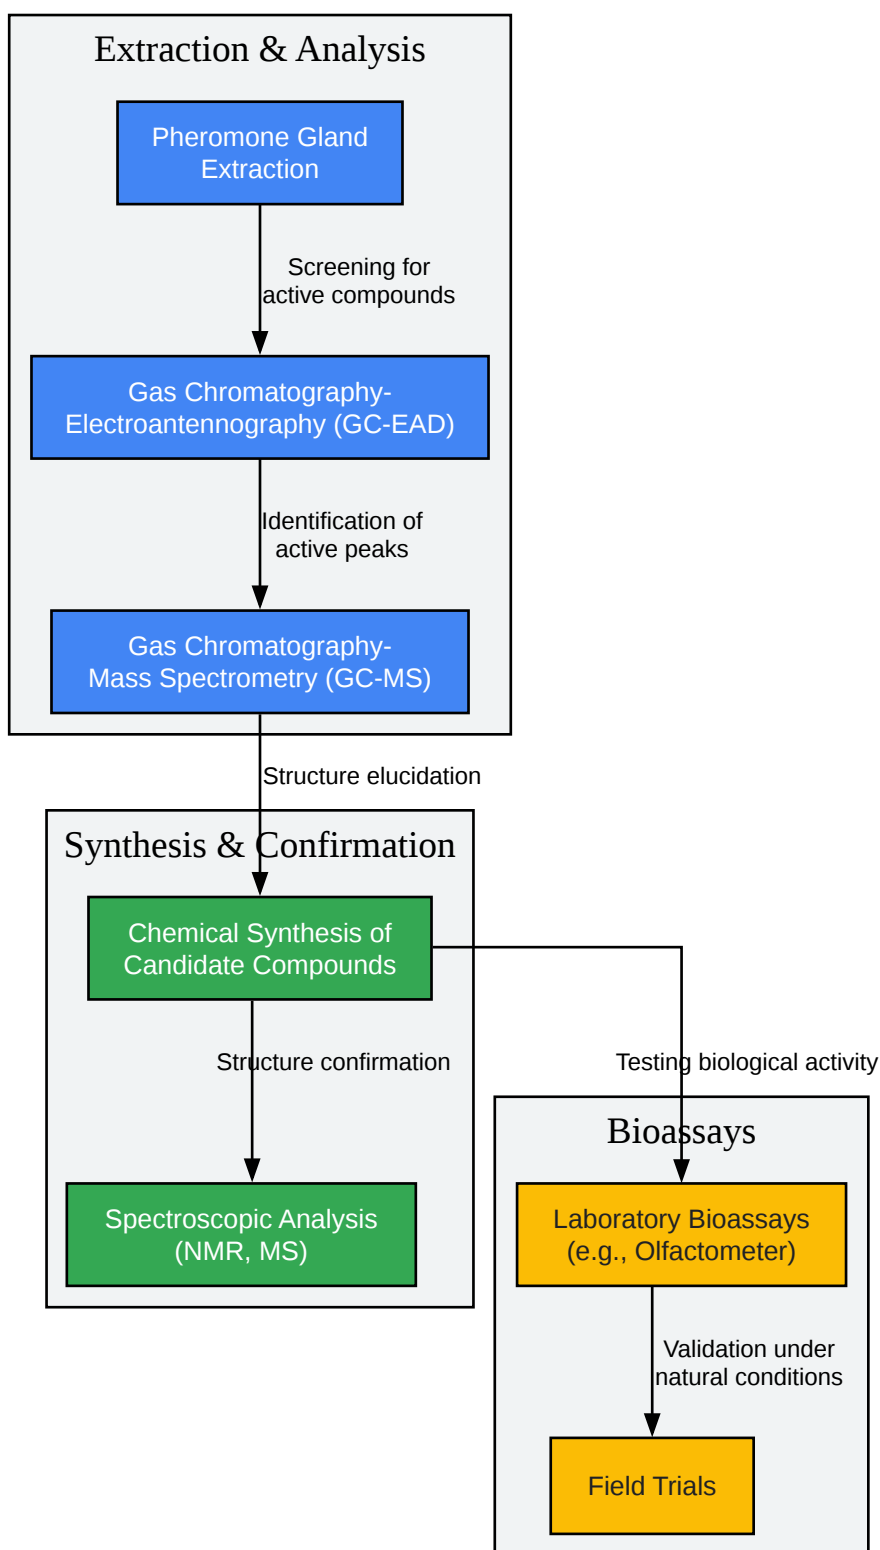 Extraction & Analysis
Pheromone Gland
Extraction
Screening for
active compounds
Gas Chromatography-
Electroantennography (GC-EAD)
Identification of
active peaks
Gas Chromatography-
Mass Spectrometry (GC-MS)
Structure elucidation
Synthesis & Confirmation
Chemical Synthesis of
Candidate Compounds
Structure confirmation
Testing biological activity
Spectroscopic Analysis
(NMR, MS)
Bioassays
Laboratory Bioassays
(e.g., Olfactometer)
Validation under
natural conditions
Field Trials